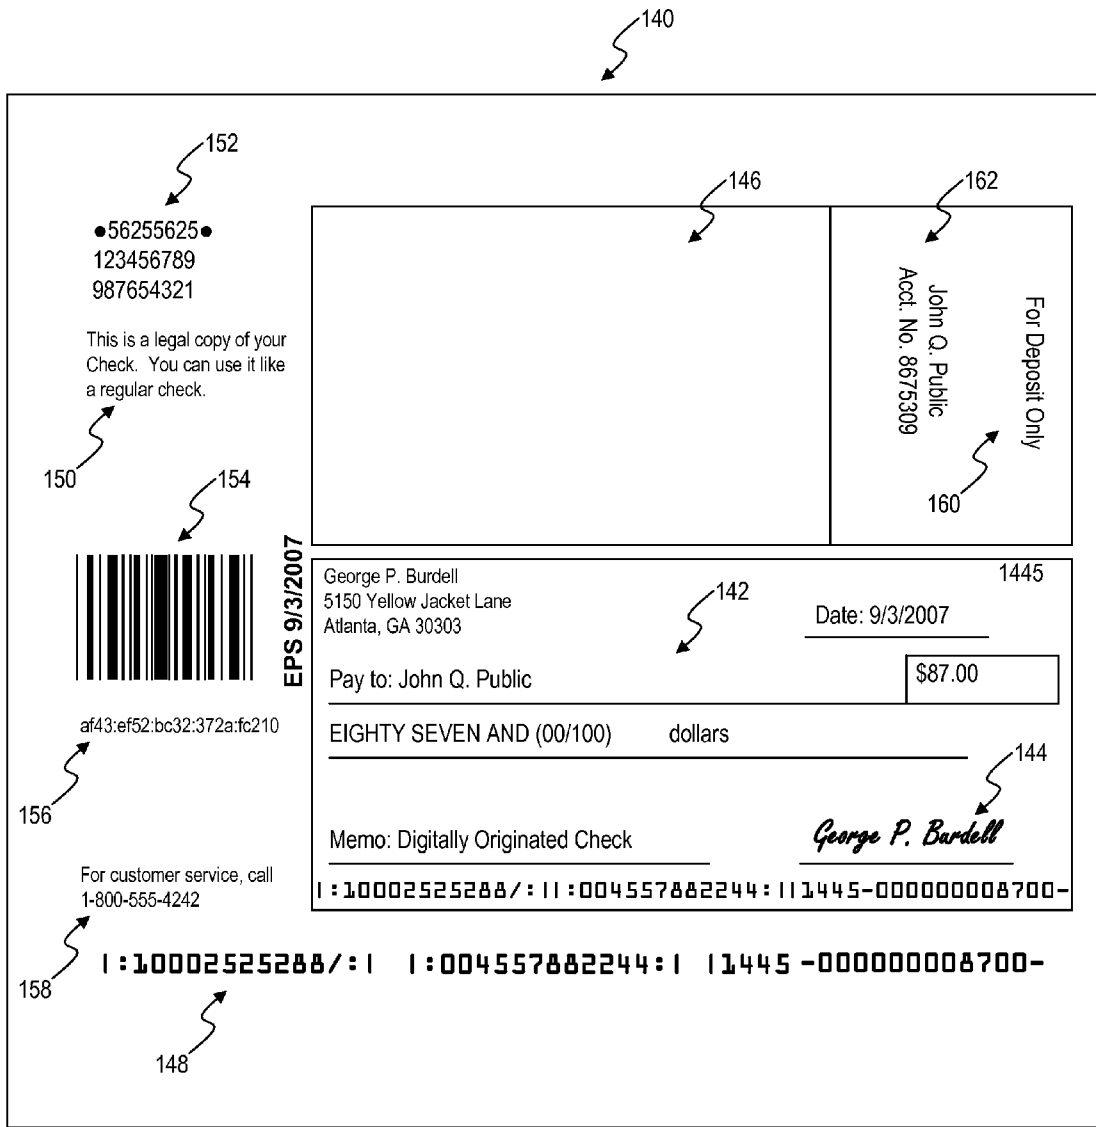 140
152
•56255625•
123456789
987654321
This is a legal copy of your
Check. You can use it like
a regular check.
150
154
af43:ef52:bc32:372a:fc210
156
For customer service, call
1-800-555-4242
158
146
162
John Q. Public
Acct. No. 8675309
For Deposit Only
160
EPS 9/3/2007
George P. Burdell
5150 Yellow Jacket Lane
Atlanta, GA 30303
142
1445
Date: 9/3/2007
Pay to: John Q. Public
$87.00
EIGHTY SEVEN AND (00/100) dollars
144
Memo: Digitally Originated Check
George P. Burdell
|:10002525288/:||:004557882244:||1445-000000008700-
|:10002525288/:| |:004557882244:| |1445-000000008700-
148